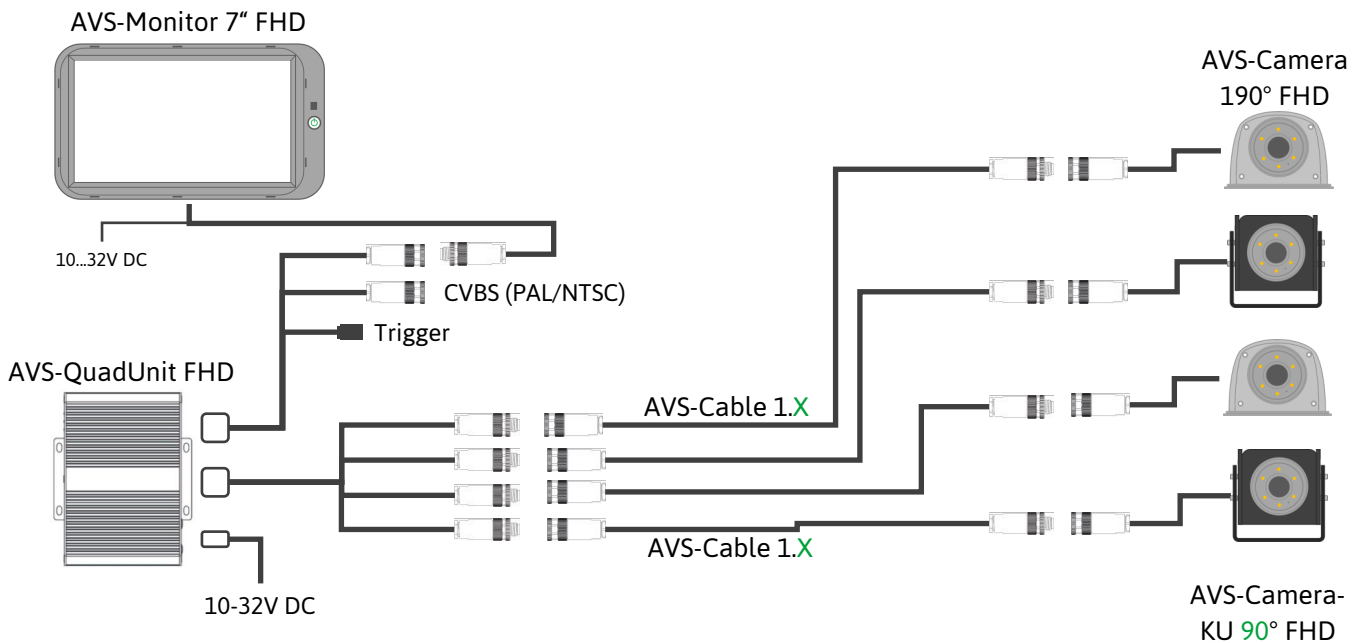 AVS-Monitor 7“ FHD
AVS-Camera
190° FHD
10...32V DC
CVBS (PAL/NTSC)
Trigger
AVS-QuadUnit FHD
AVS-Cable 1.X
AVS-Cable 1.X
10-32V DC
AVS-Camera-
KU 90° FHD